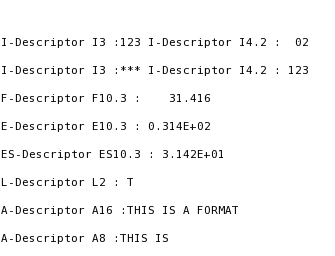 I-Descriptor I3 :123 I-Descriptor I4.2 :  02
I-Descriptor I3 :*** I-Descriptor I4.2 : 123
F-Descriptor F10.3 :    31.416
E-Descriptor E10.3 : 0.314E+02
ES-Descriptor ES10.3 : 3.142E+01
L-Descriptor L2 : T
A-Descriptor A16 :THIS IS A FORMAT
A-Descriptor A8 :THIS IS